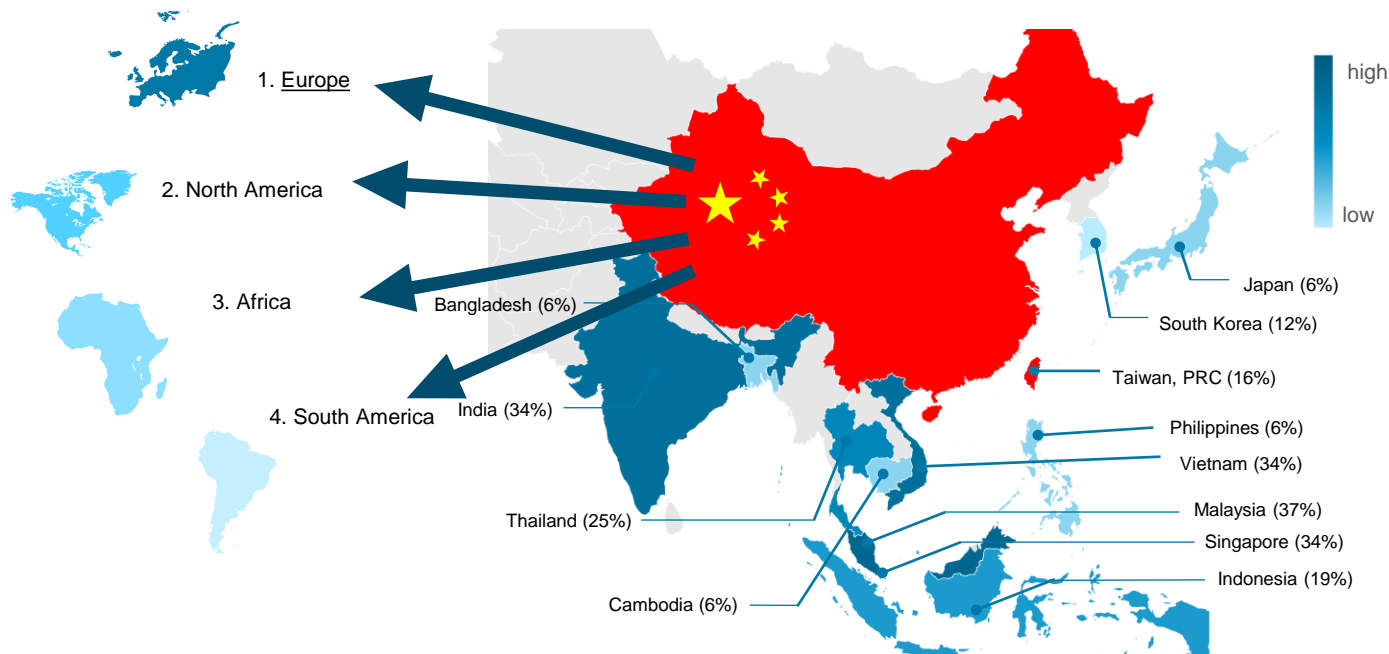 1. Europe
high
2. North America
low
Japan (6%)
3. Africa
Bangladesh (6%)
South Korea (12%)
Taiwan, PRC (16%)
4. South America
India (34%)
Philippines (6%)
Vietnam (34%)
Malaysia (37%)
Thailand (25%)
Singapore (34%)
Indonesia (19%)
Cambodia (6%)